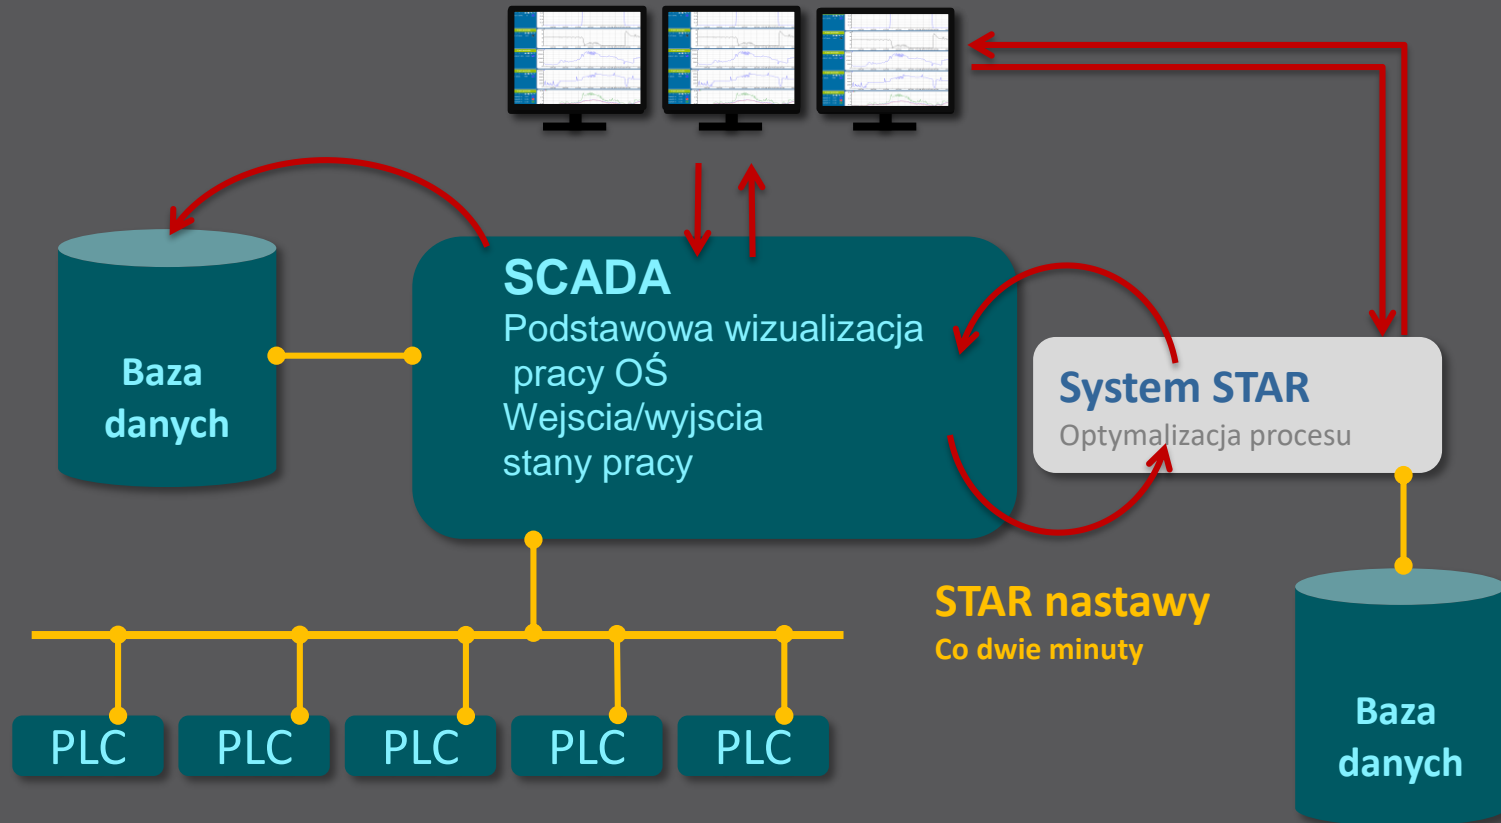 SCADA
Podstawowa wizualizacja
pracy OŚ
Wejscia/wyjscia
stany pracy
Baza
danych
System STAR
Optymalizacja procesu
STAR nastawy
Co dwie minuty
PLC
PLC
PLC
PLC
PLC
Baza
danych